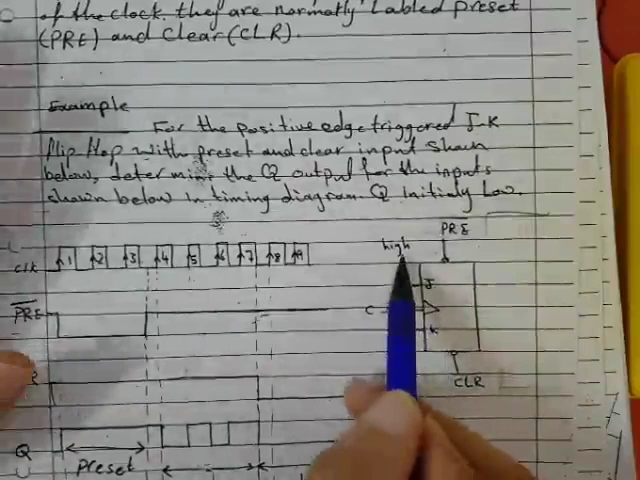 of the clock. they are normally Labled preset
(PRE) and Clear(CLR).
Example
For the positive edge triggered J-K
flip flop with preset and clear input shown
below, determine the Q output for the inputs
shown below in timing diagram. Q Initialy Low.
PRE
high
CLK 1 2 3 4 5 6 7 8 9
J
PRE
C
K
R
CLR
Q
preset